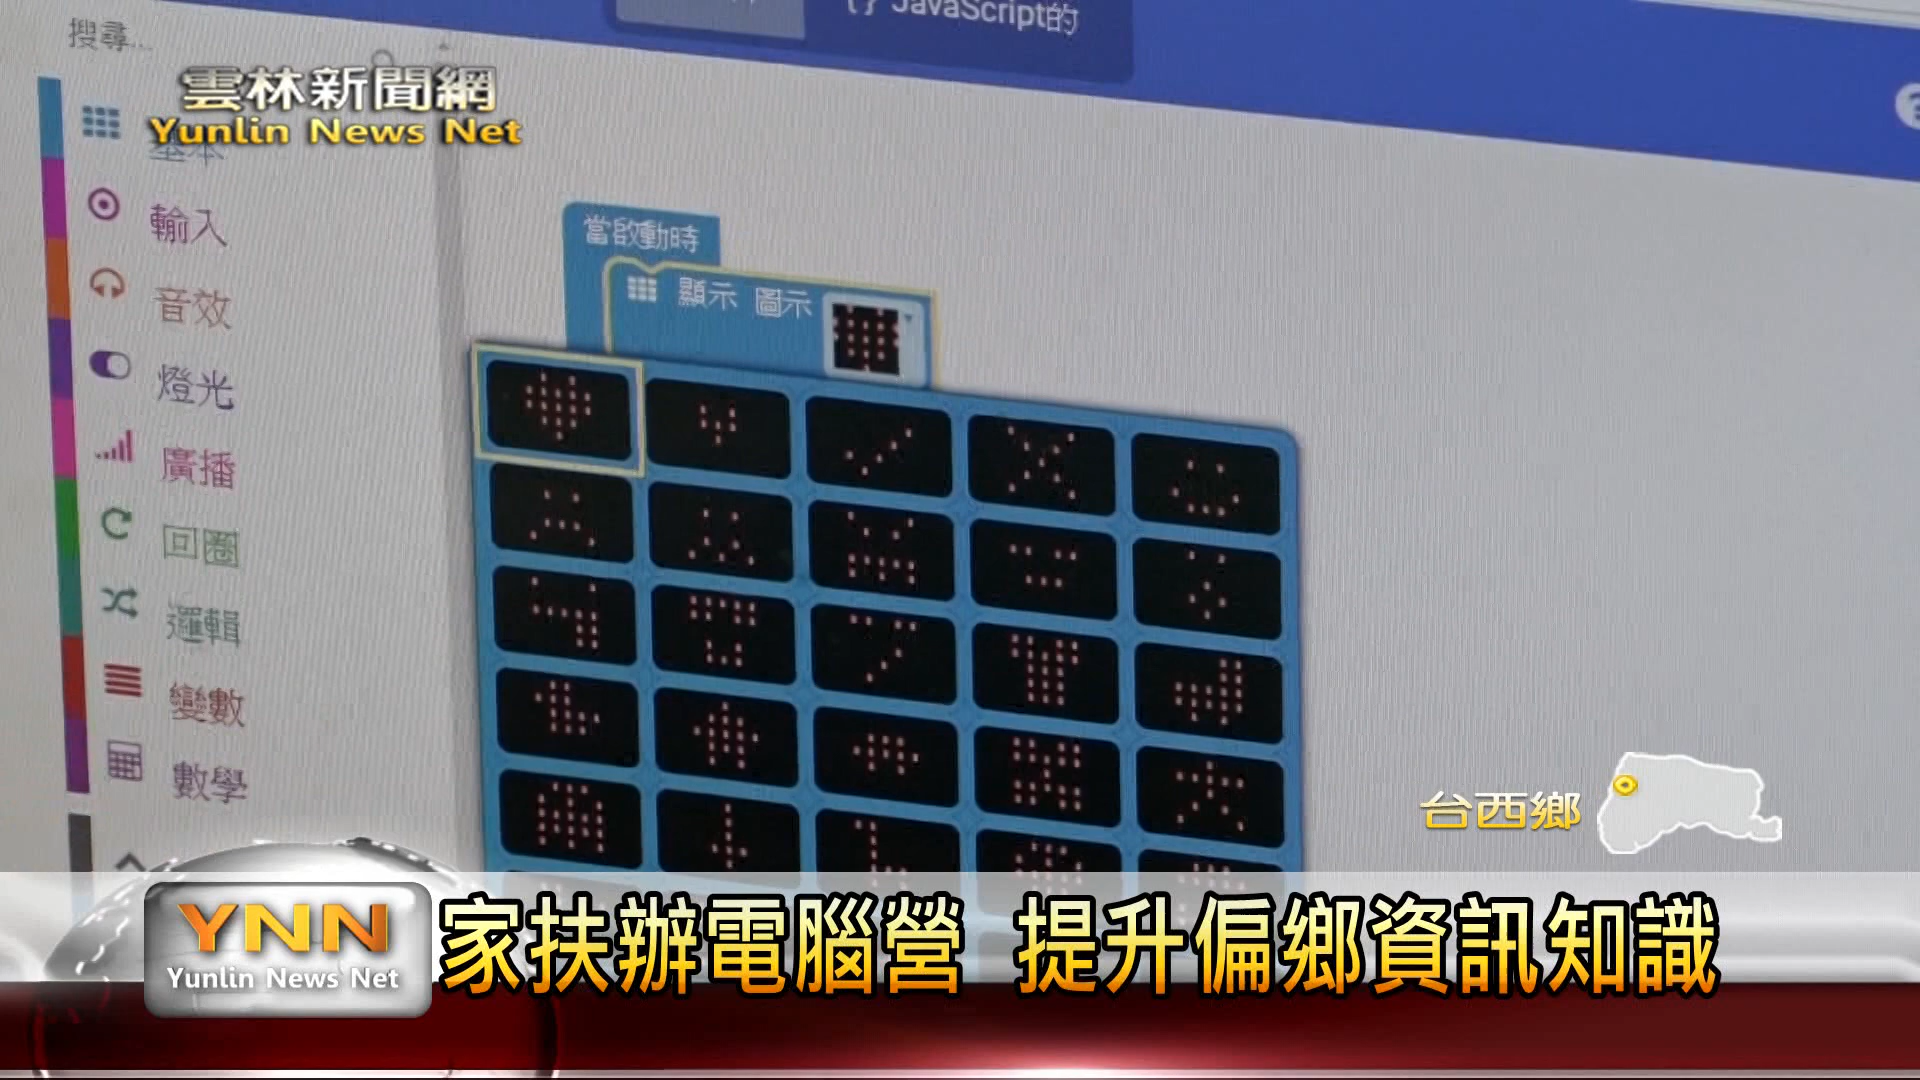 搜尋...
{} JavaScript的
雲林新聞網
Yunlin News Net
基本
輸入
音效
燈光
廣播
回圈
邏輯
變數
數學
當啟動時
顯示 圖示
台西鄉
YNN
Yunlin News Net
家扶辦電腦營 提升偏鄉資訊知識